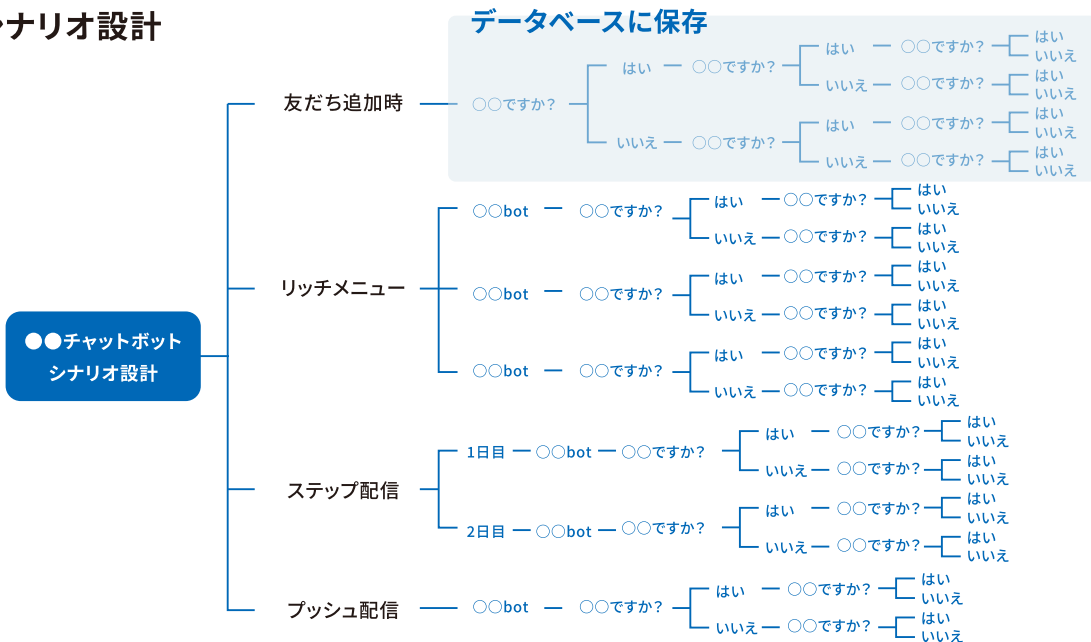 ナリオ設計
データベースに保存
●●チャットボット
シナリオ設計
友だち追加時
〇〇ですか?
はい
〇〇ですか?
はい
〇〇ですか?
はい
いいえ
いいえ
〇〇ですか?
はい
いいえ
いいえ
〇〇ですか?
はい
〇〇ですか?
はい
いいえ
いいえ
〇〇ですか?
はい
いいえ
リッチメニュー
〇〇bot
〇〇ですか?
はい
〇〇ですか?
はい
いいえ
いいえ
〇〇ですか?
はい
いいえ
〇〇bot
〇〇ですか?
はい
〇〇ですか?
はい
いいえ
いいえ
〇〇ですか?
はい
いいえ
〇〇bot
〇〇ですか?
はい
〇〇ですか?
はい
いいえ
いいえ
〇〇ですか?
はい
いいえ
ステップ配信
1日目
〇〇bot
〇〇ですか?
はい
〇〇ですか?
はい
いいえ
いいえ
〇〇ですか?
はい
いいえ
2日目
〇〇bot
〇〇ですか?
はい
〇〇ですか?
はい
いいえ
いいえ
〇〇ですか?
はい
いいえ
プッシュ配信
〇〇bot
〇〇ですか?
はい
〇〇ですか?
はい
いいえ
いいえ
〇〇ですか?
はい
いいえ